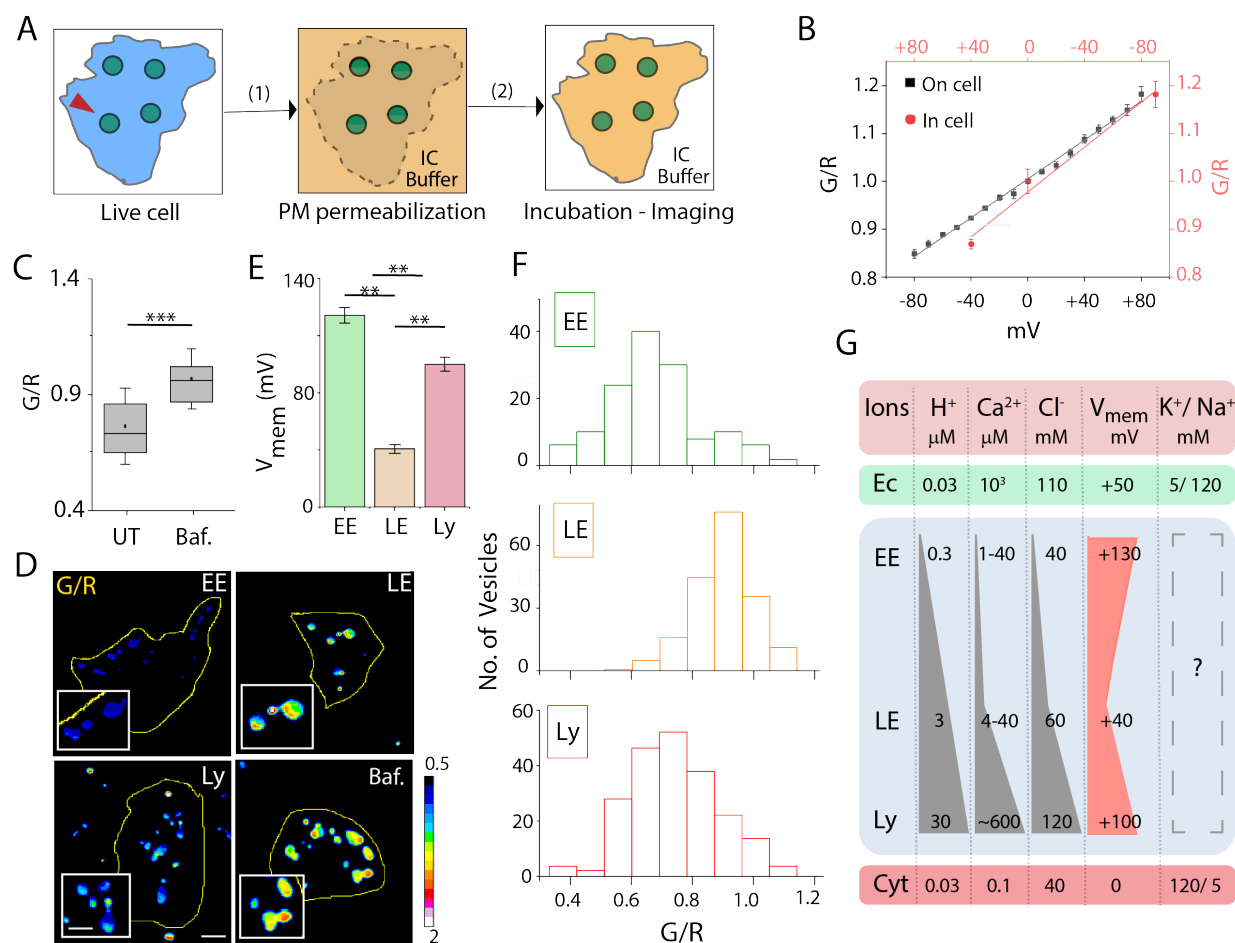 A
(1)
(2)
IC
Buffer
IC
Buffer
Live cell
PM permeabilization
Incubation - Imaging
B
+80 +40 0 -40 -80
On cell
In cell
1.2
1.1
1.0
0.9
0.8
G/R
1.2
1.1
1.0
0.9
0.8
G/R
-80 -40 0 +40 +80
mV
C
1.4
0.9
0.4
G/R
***
UT Baf.
E
140
80
0
Vmem (mV)
**
** **
**
EE LE Ly
D
G/R
EE
LE
Ly
Baf.
0.5
2
F
No. of Vesicles
EE
40
20
0
LE
60
30
0
Ly
60
40
20
0
0.4 0.6 0.8 1.0 1.2
G/R
G
Ions H⁺ Ca²⁺ Cl⁻ Vmem K⁺/ Na⁺
μM μM mM mV mM
Ec 0.03 10³ 110 +50 5/ 120
EE 0.3 1-40 40 +130
?
LE 3 4-40 60 +40
Ly 30 ~600 120 +100
Cyt 0.03 0.1 40 0 120/ 5